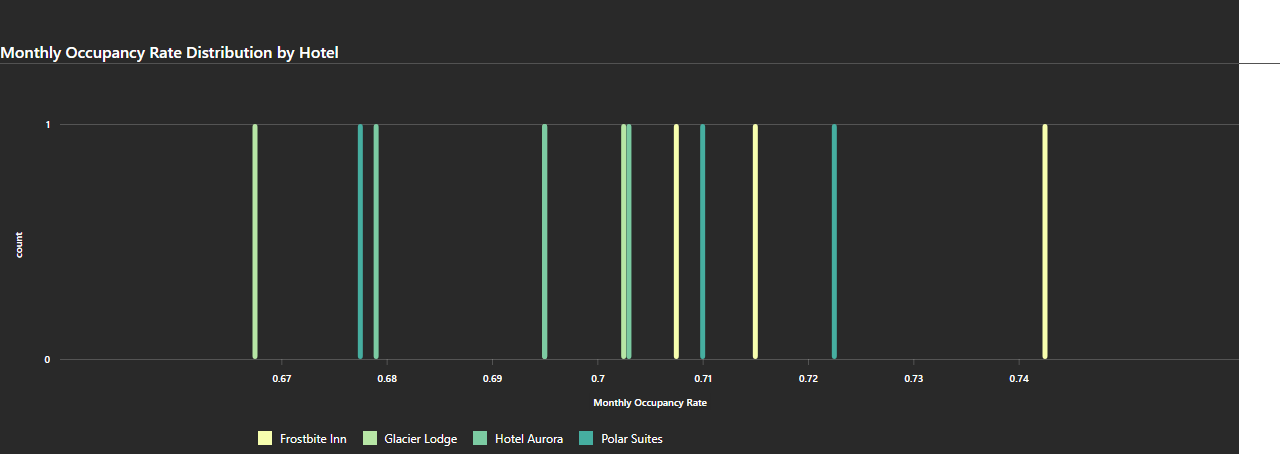 Monthly Occupancy Rate Distribution by Hotel
1
count
0
0.67 0.68 0.69 0.7 0.71 0.72 0.73 0.74
Monthly Occupancy Rate
Frostbite Inn Glacier Lodge Hotel Aurora Polar Suites